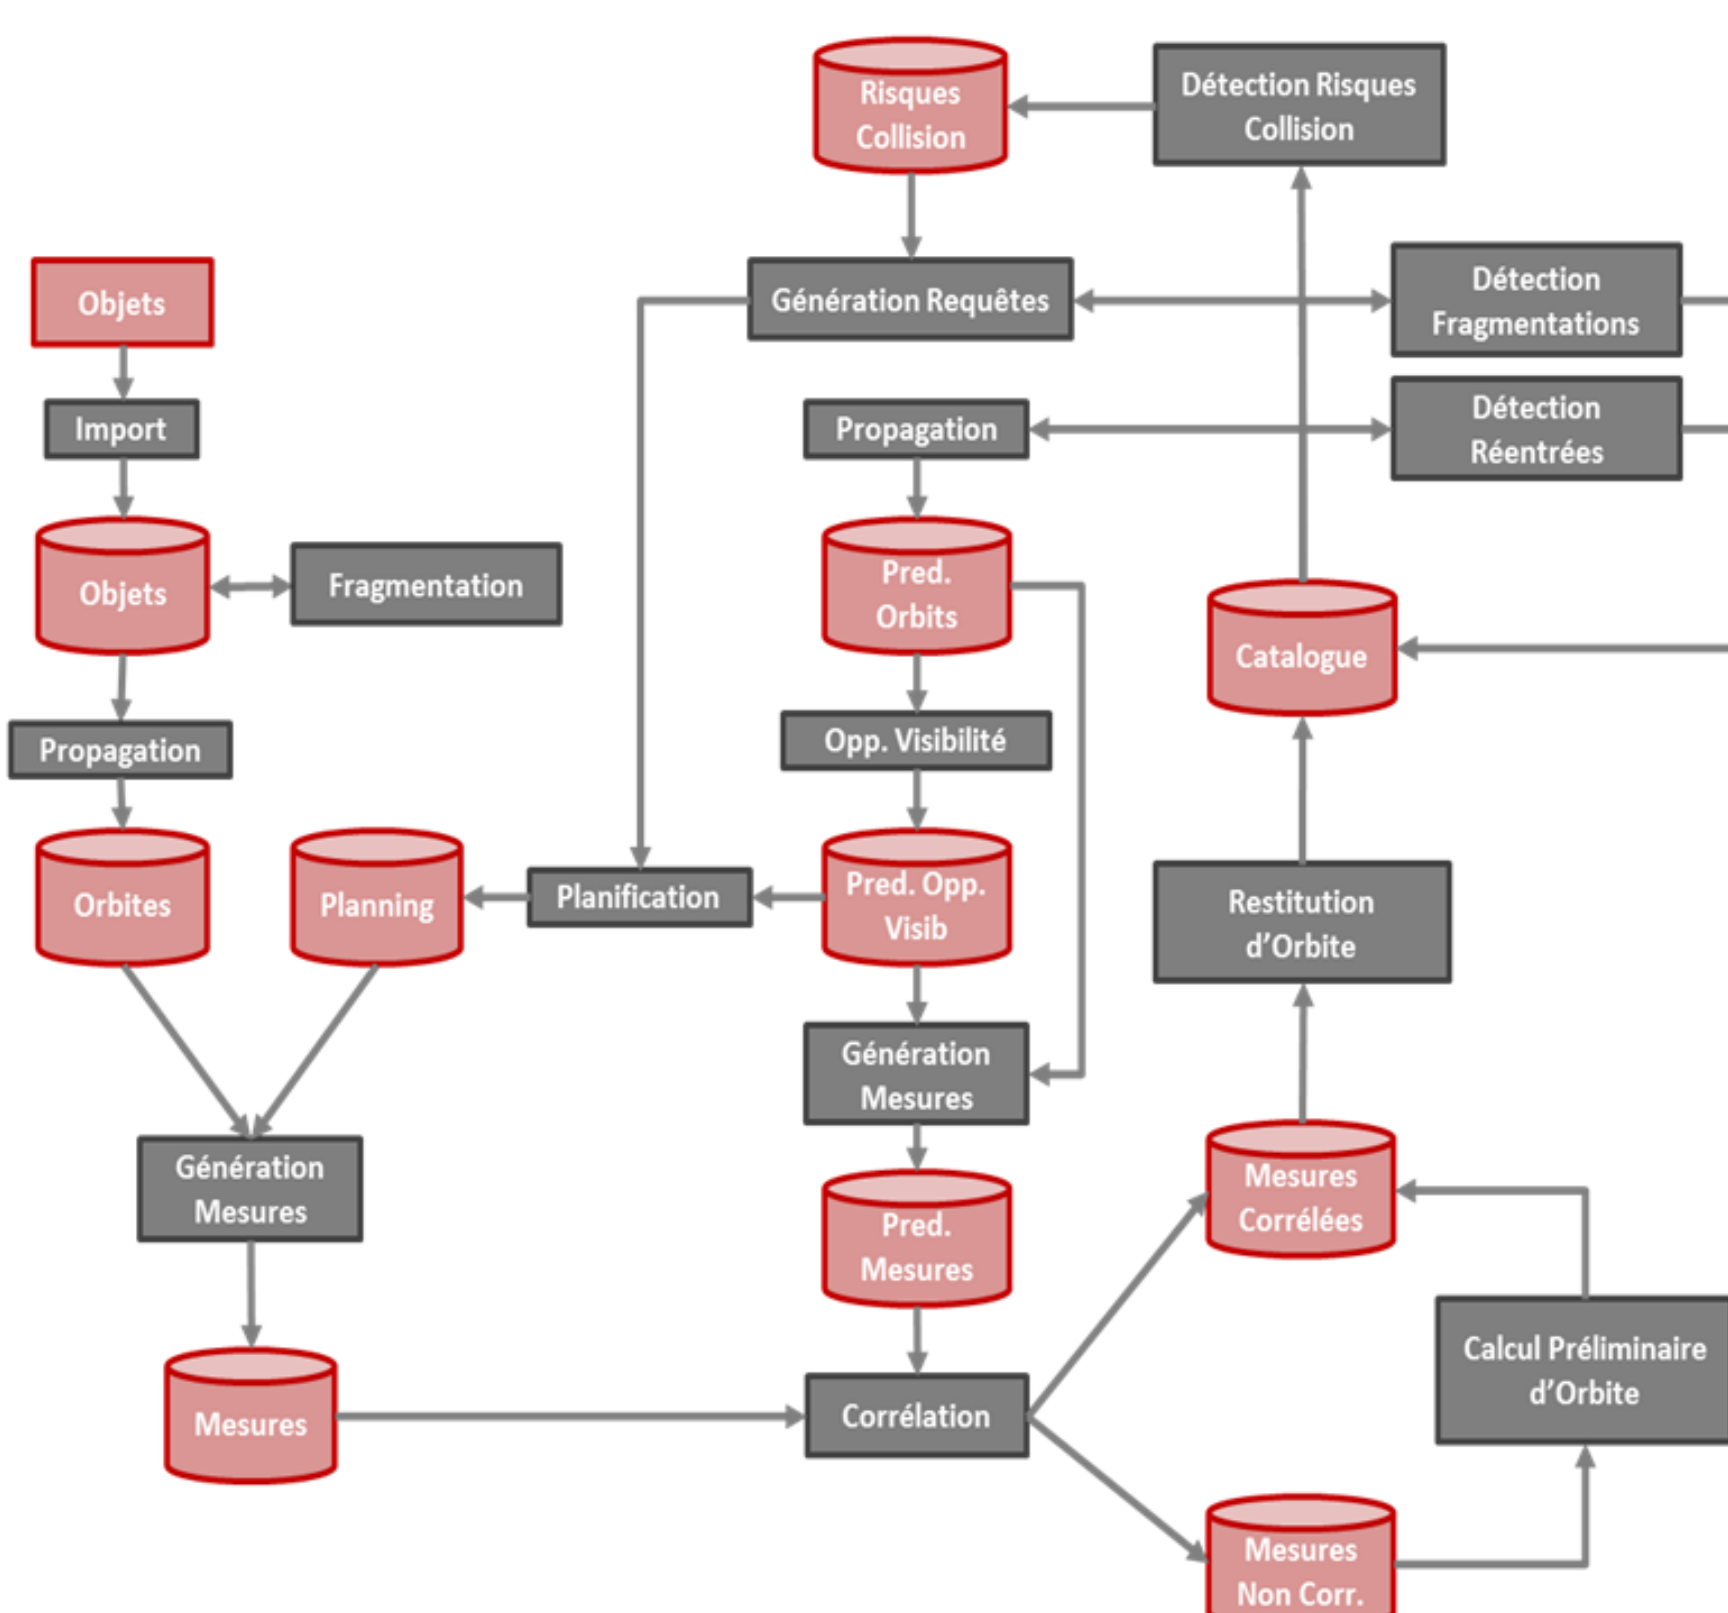 Risques
Collision
Détection Risques
Collision
Objets
Génération Requêtes
Détection
Fragmentations
Import
Propagation
Détection
Réentrées
Objets
Fragmentation
Pred.
Orbits
Catalogue
Propagation
Opp. Visibilité
Orbites
Planning
Planification
Pred. Opp.
Visib
Restitution
d’Orbite
Génération
Mesures
Génération
Mesures
Mesures
Corrélées
Pred.
Mesures
Calcul Préliminaire
d’Orbite
Mesures
Corrélation
Mesures
Non Corr.